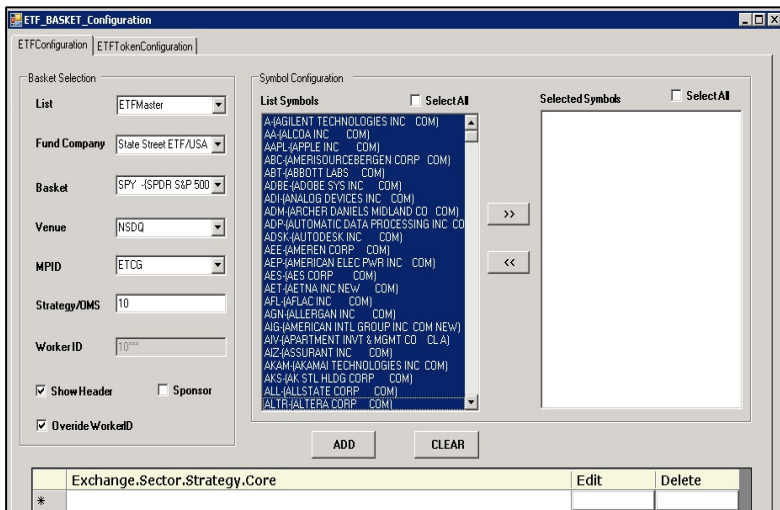 ETF_BASKET_Configuration
ETFConfiguration ETFTokenConfiguration
Basket Selection
List ETFMaster
Fund Company State Street ETF/USA
Basket SPY -(SPDR S&P 500
Venue NSDQ
MPID ETCG
Strategy/OMS 10
Worker ID 10***
Show Header Sponsor
Overide WorkerID
Symbol Configuration
List Symbols Select All
A-(AGILENT TECHNOLOGIES INC COM)
AA-(ALCOA INC COM)
AAPL-(APPLE INC COM)
ABC-(AMERISOURCEBERGEN CORP COM)
ABT-(ABBOTT LABS COM)
ADBE-(ADOBE SYS INC COM)
ADI-(ANALOG DEVICES INC COM)
ADM-(ARCHER DANIELS MIDLAND CO COM)
ADP-(AUTOMATIC DATA PROCESSING INC CO
ADSK-(AUTODESK INC COM)
AEE-(AMEREN CORP COM)
AEP-(AMERICAN ELEC PWR INC COM)
AES-(AES CORP COM)
AET-(AETNA INC NEW COM)
AFL-(AFLAC INC COM)
AGN-(ALLERGAN INC COM)
AIG-(AMERICAN INTL GROUP INC COM NEW)
AIV-(APARTMENT INVT & MGMT CO CL A)
AIZ-(ASSURANT INC COM)
AKAM-(AKAMAI TECHNOLOGIES INC COM)
AKS-(AK STL HLDG CORP COM)
ALL-(ALLSTATE CORP COM)
ALTR-(ALTERA CORP COM)
>>
<<
Selected Symbols Select All
ADD CLEAR
Exchange.Sector.Strategy.Core Edit Delete
*